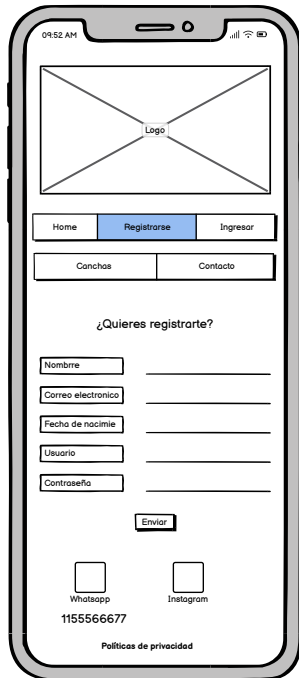 09:52 AM
Logo
Home Registrarse Ingresar
Canchas Contacto
¿Quieres registrarte?
Nombrre
Correo electronico
Fecha de nacimie
Usuario
Contraseña
Enviar
Whatsapp Instagram
1155566677
Políticas de privacidad